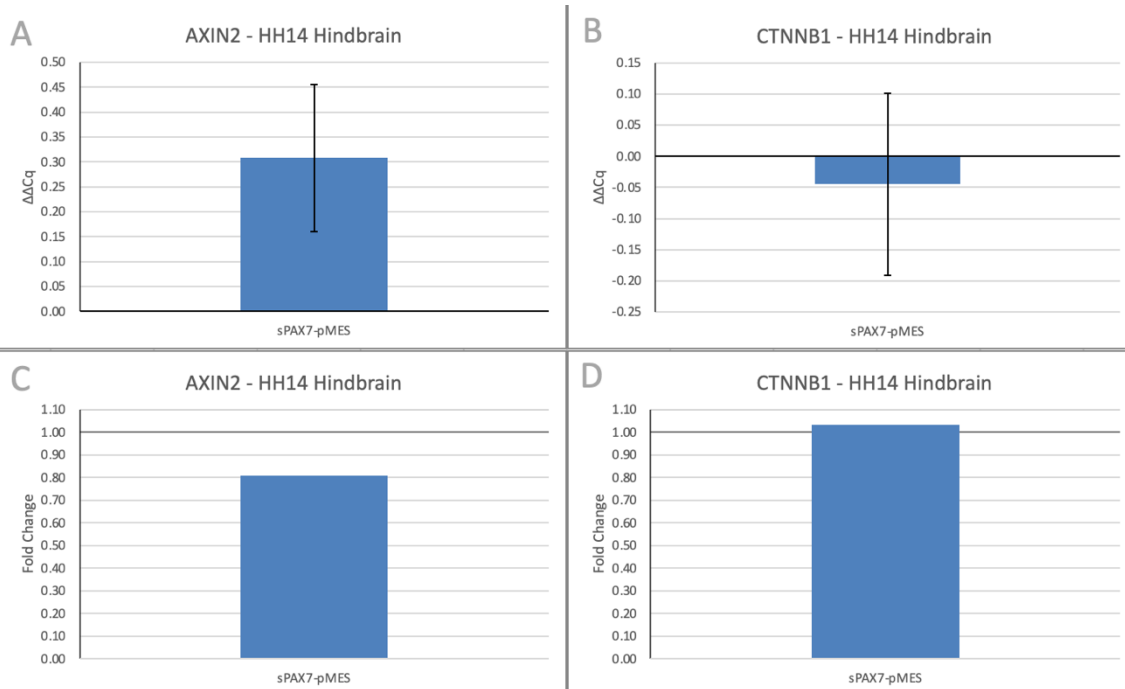 A
AXIN2 - HH14 Hindbrain
0.50
0.45
0.40
0.35
0.30
0.25
0.20
0.15
0.10
0.05
0.00
ΔΔCq
sPAX7-pMES
B
CTNNB1 - HH14 Hindbrain
0.15
0.10
0.05
0.00
-0.05
-0.10
-0.15
-0.20
-0.25
ΔΔCq
sPAX7-pMES
C
AXIN2 - HH14 Hindbrain
1.10
1.00
0.90
0.80
0.70
0.60
0.50
0.40
0.30
0.20
0.10
0.00
Fold Change
sPAX7-pMES
D
CTNNB1 - HH14 Hindbrain
1.10
1.00
0.90
0.80
0.70
0.60
0.50
0.40
0.30
0.20
0.10
0.00
Fold Change
sPAX7-pMES